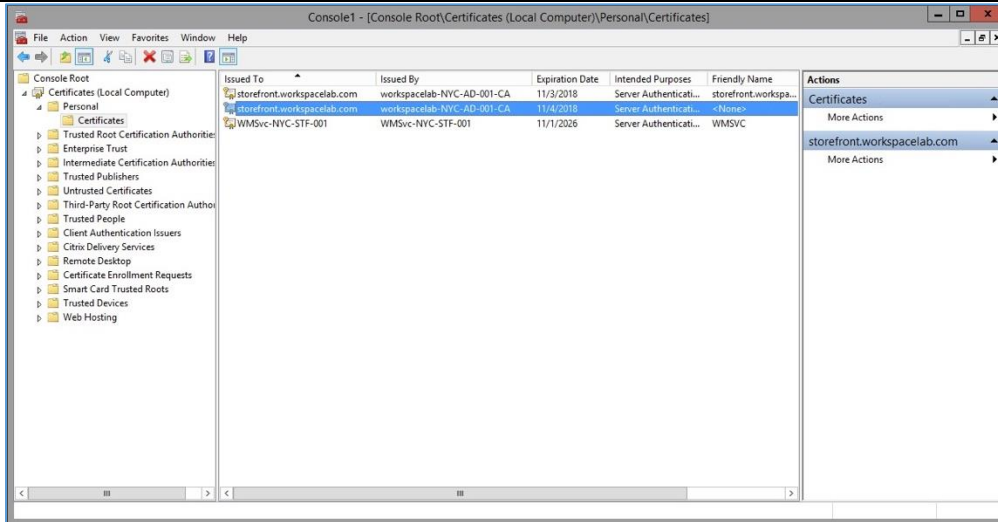 Console1 - [Console Root\Certificates (Local Computer)\Personal\Certificates]
File Action View Favorites Window Help
Console Root
Certificates (Local Computer)
Personal
Certificates
Trusted Root Certification Authorities
Enterprise Trust
Intermediate Certification Authorities
Trusted Publishers
Untrusted Certificates
Third-Party Root Certification Author
Trusted People
Client Authentication Issuers
Citrix Delivery Services
Remote Desktop
Certificate Enrollment Requests
Smart Card Trusted Roots
Trusted Devices
Web Hosting
Issued To Issued By Expiration Date Intended Purposes Friendly Name
storefront.workspacelab.com workspacelab-NYC-AD-001-CA 11/3/2018 Server Authenticati... storefront.workspa...
storefront.workspacelab.com workspacelab-NYC-AD-001-CA 11/4/2018 Server Authenticati... <None>
WMSvc-NYC-STF-001 WMSvc-NYC-STF-001 11/1/2026 Server Authenticati... WMSVC
Actions
Certificates
More Actions
storefront.workspacelab.com
More Actions